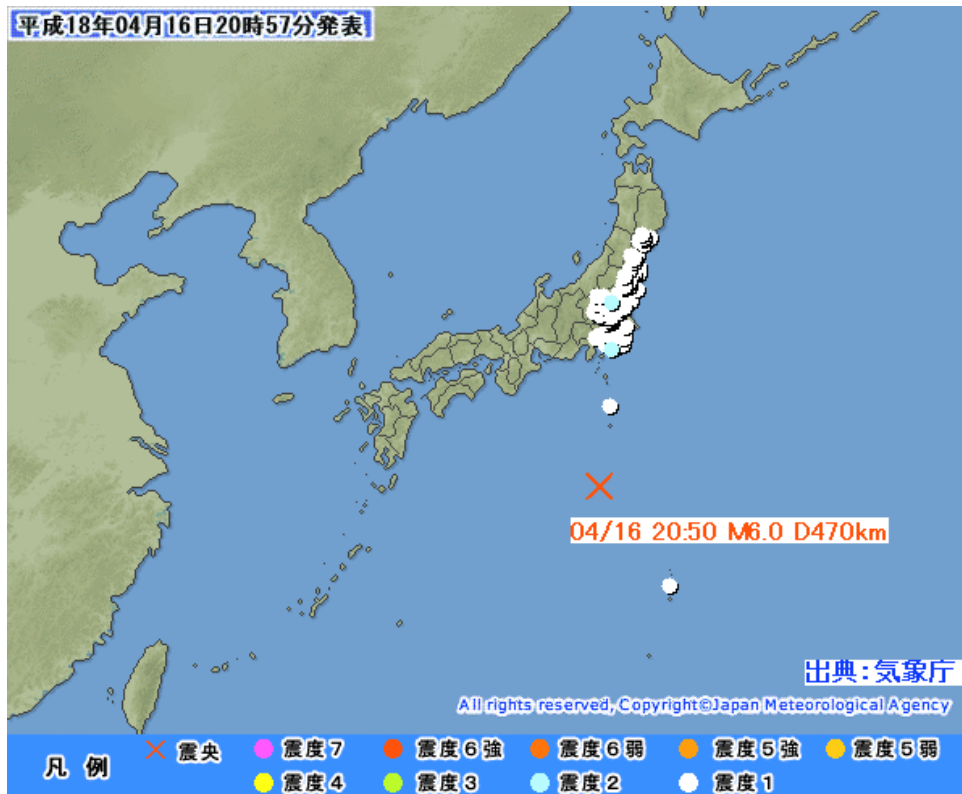 平成18年04月16日20時57分発表
04/16 20:50 M6.0 D470km
出典:気象庁
All rights reserved, Copyright©Japan Meteorological Agency
凡 例 震央 震度7 震度6強 震度6弱 震度5強 震度5弱
震度4 震度3 震度2 震度1